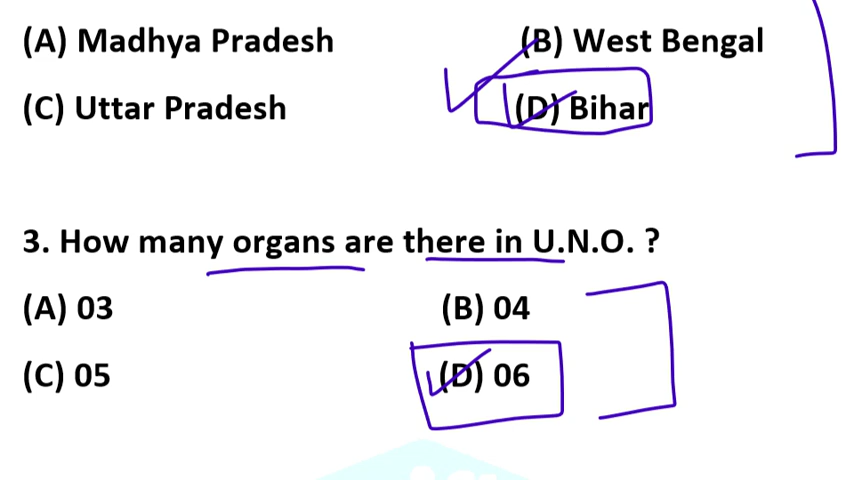 (A) Madhya Pradesh (B) West Bengal
(C) Uttar Pradesh (D) Bihar
3. How many organs are there in U.N.O. ?
(A) 03 (B) 04
(C) 05 (D) 06